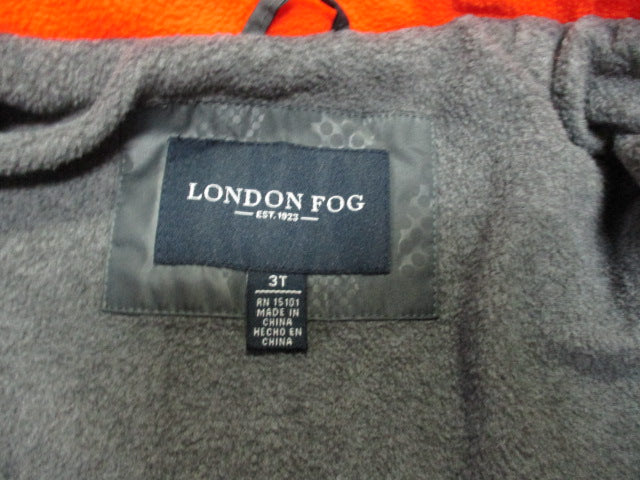 LONDON FOG
EST. 1923
3T
RN 15101
MADE IN
CHINA
HECHO EN
CHINA